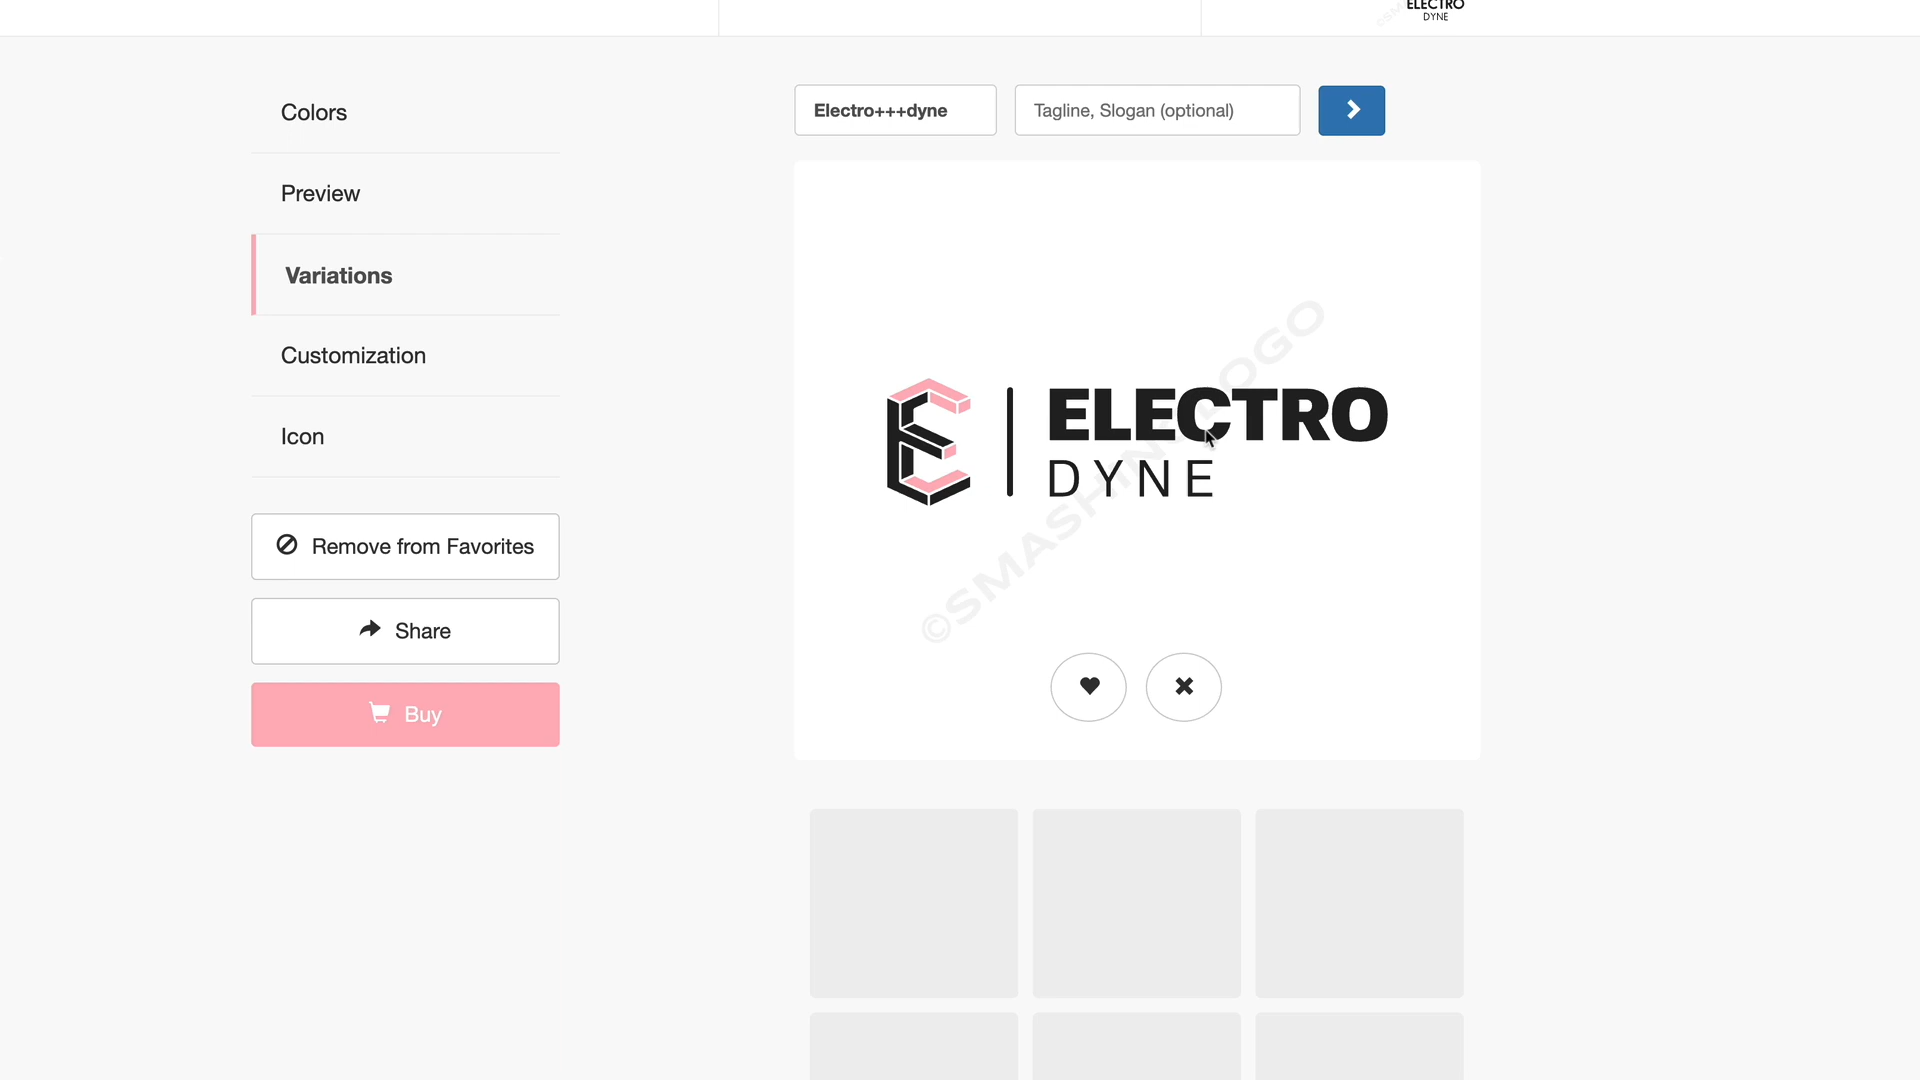 ELECTRO
DYNE
Colors
Preview
Variations
Customization
Icon
Remove from Favorites
Share
Buy
Electro+++dyne
Tagline, Slogan (optional)
ELECTRO
DYNE